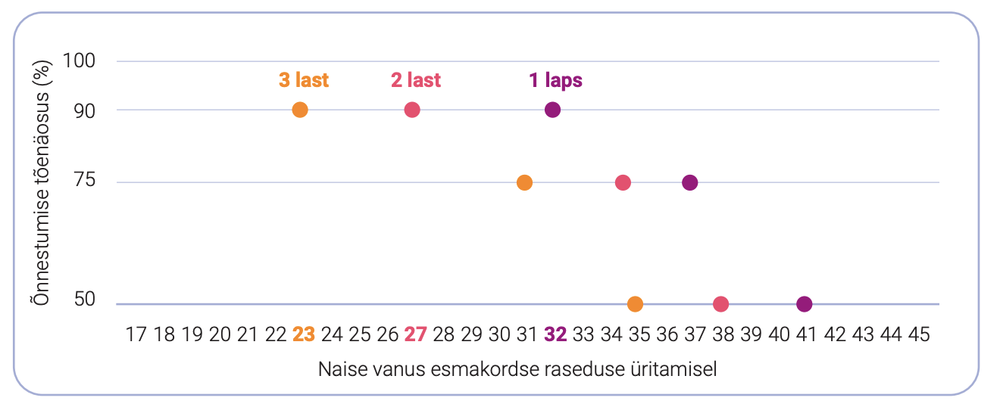 Õnnestumise tõenäosus (%)
100
3 last 2 last 1 laps
90
75
50
17 18 19 20 21 22 23 24 25 26 27 28 29 30 31 32 33 34 35 36 37 38 39 40 41 42 43 44 45
Naise vanus esmakordse raseduse üritamisel